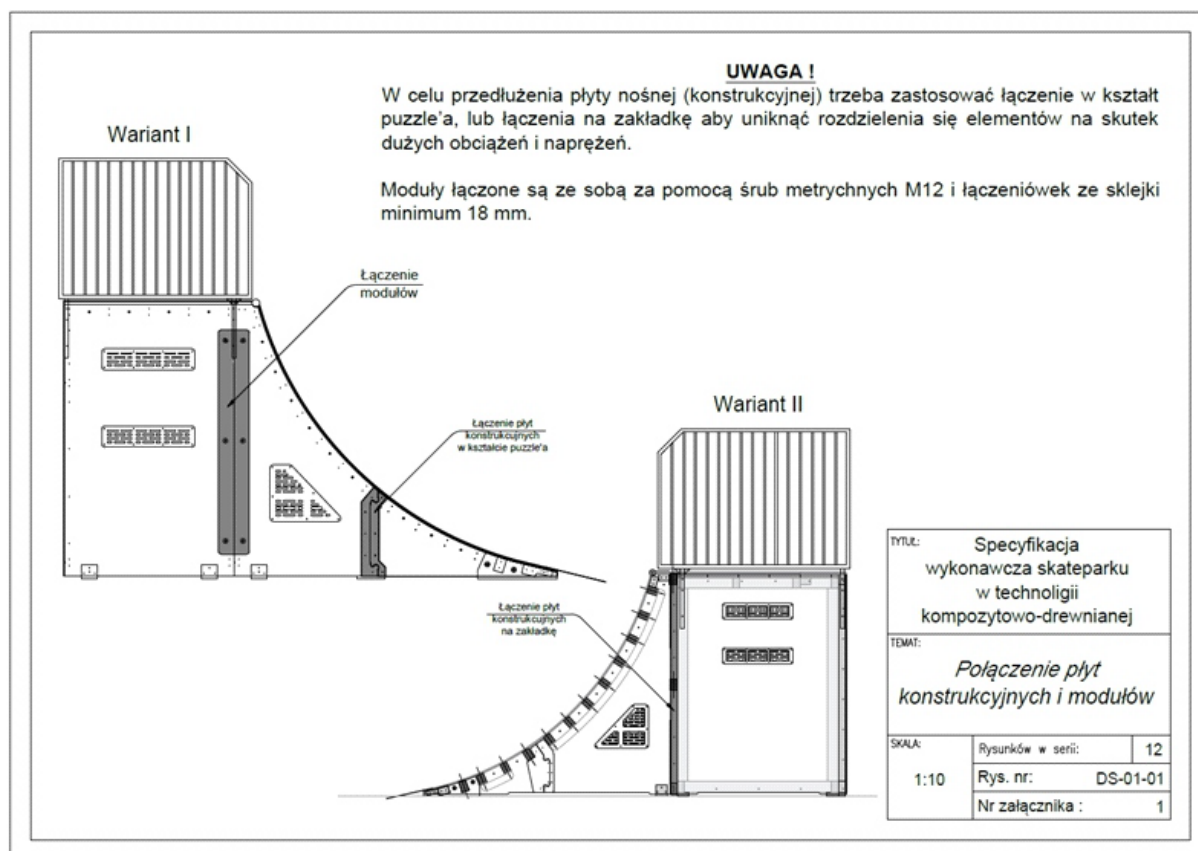 UWAGA !
W celu przedłużenia płyty nośnej (konstrukcyjnej) trzeba zastosować łączenie w kształt
puzzle'a, lub łączenia na zakładkę aby uniknąć rozdzielenia się elementów na skutek
dużych obciążeń i naprężeń.
Moduły łączone są ze sobą za pomocą śrub metrychnych M12 i łączeniówek ze sklejki
minimum 18 mm.
Wariant I
Łączenie
modułów
Łączenie płyt
konstrukcyjnych
w kształcie puzzle'a
Wariant II
Łączenie płyt
konstrukcyjnych
na zakładkę
TYTUŁ:
Specyfikacja
wykonawcza skateparku
w technoligii
kompozytowo-drewnianej
TEMAT:
Połączenie płyt
konstrukcyjnych i modułów
SKALA:
1:10
Rysunków w serii: 12
Rys. nr: DS-01-01
Nr załącznika : 1